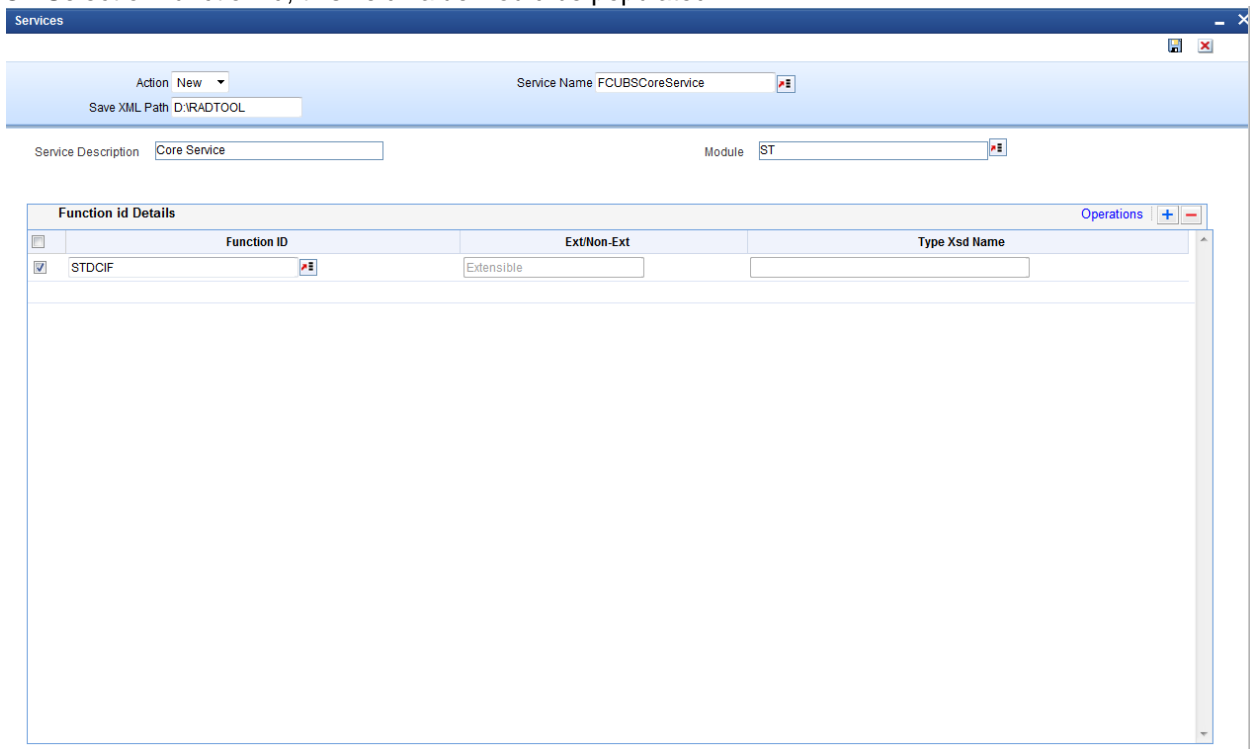 Services
Action New
Service Name FCUBSCoreService
Save XML Path D:\RADTOOL
Service Description Core Service
Module ST
Function id Details
Operations
Function ID Ext/Non-Ext Type Xsd Name
STDCIF Extensible